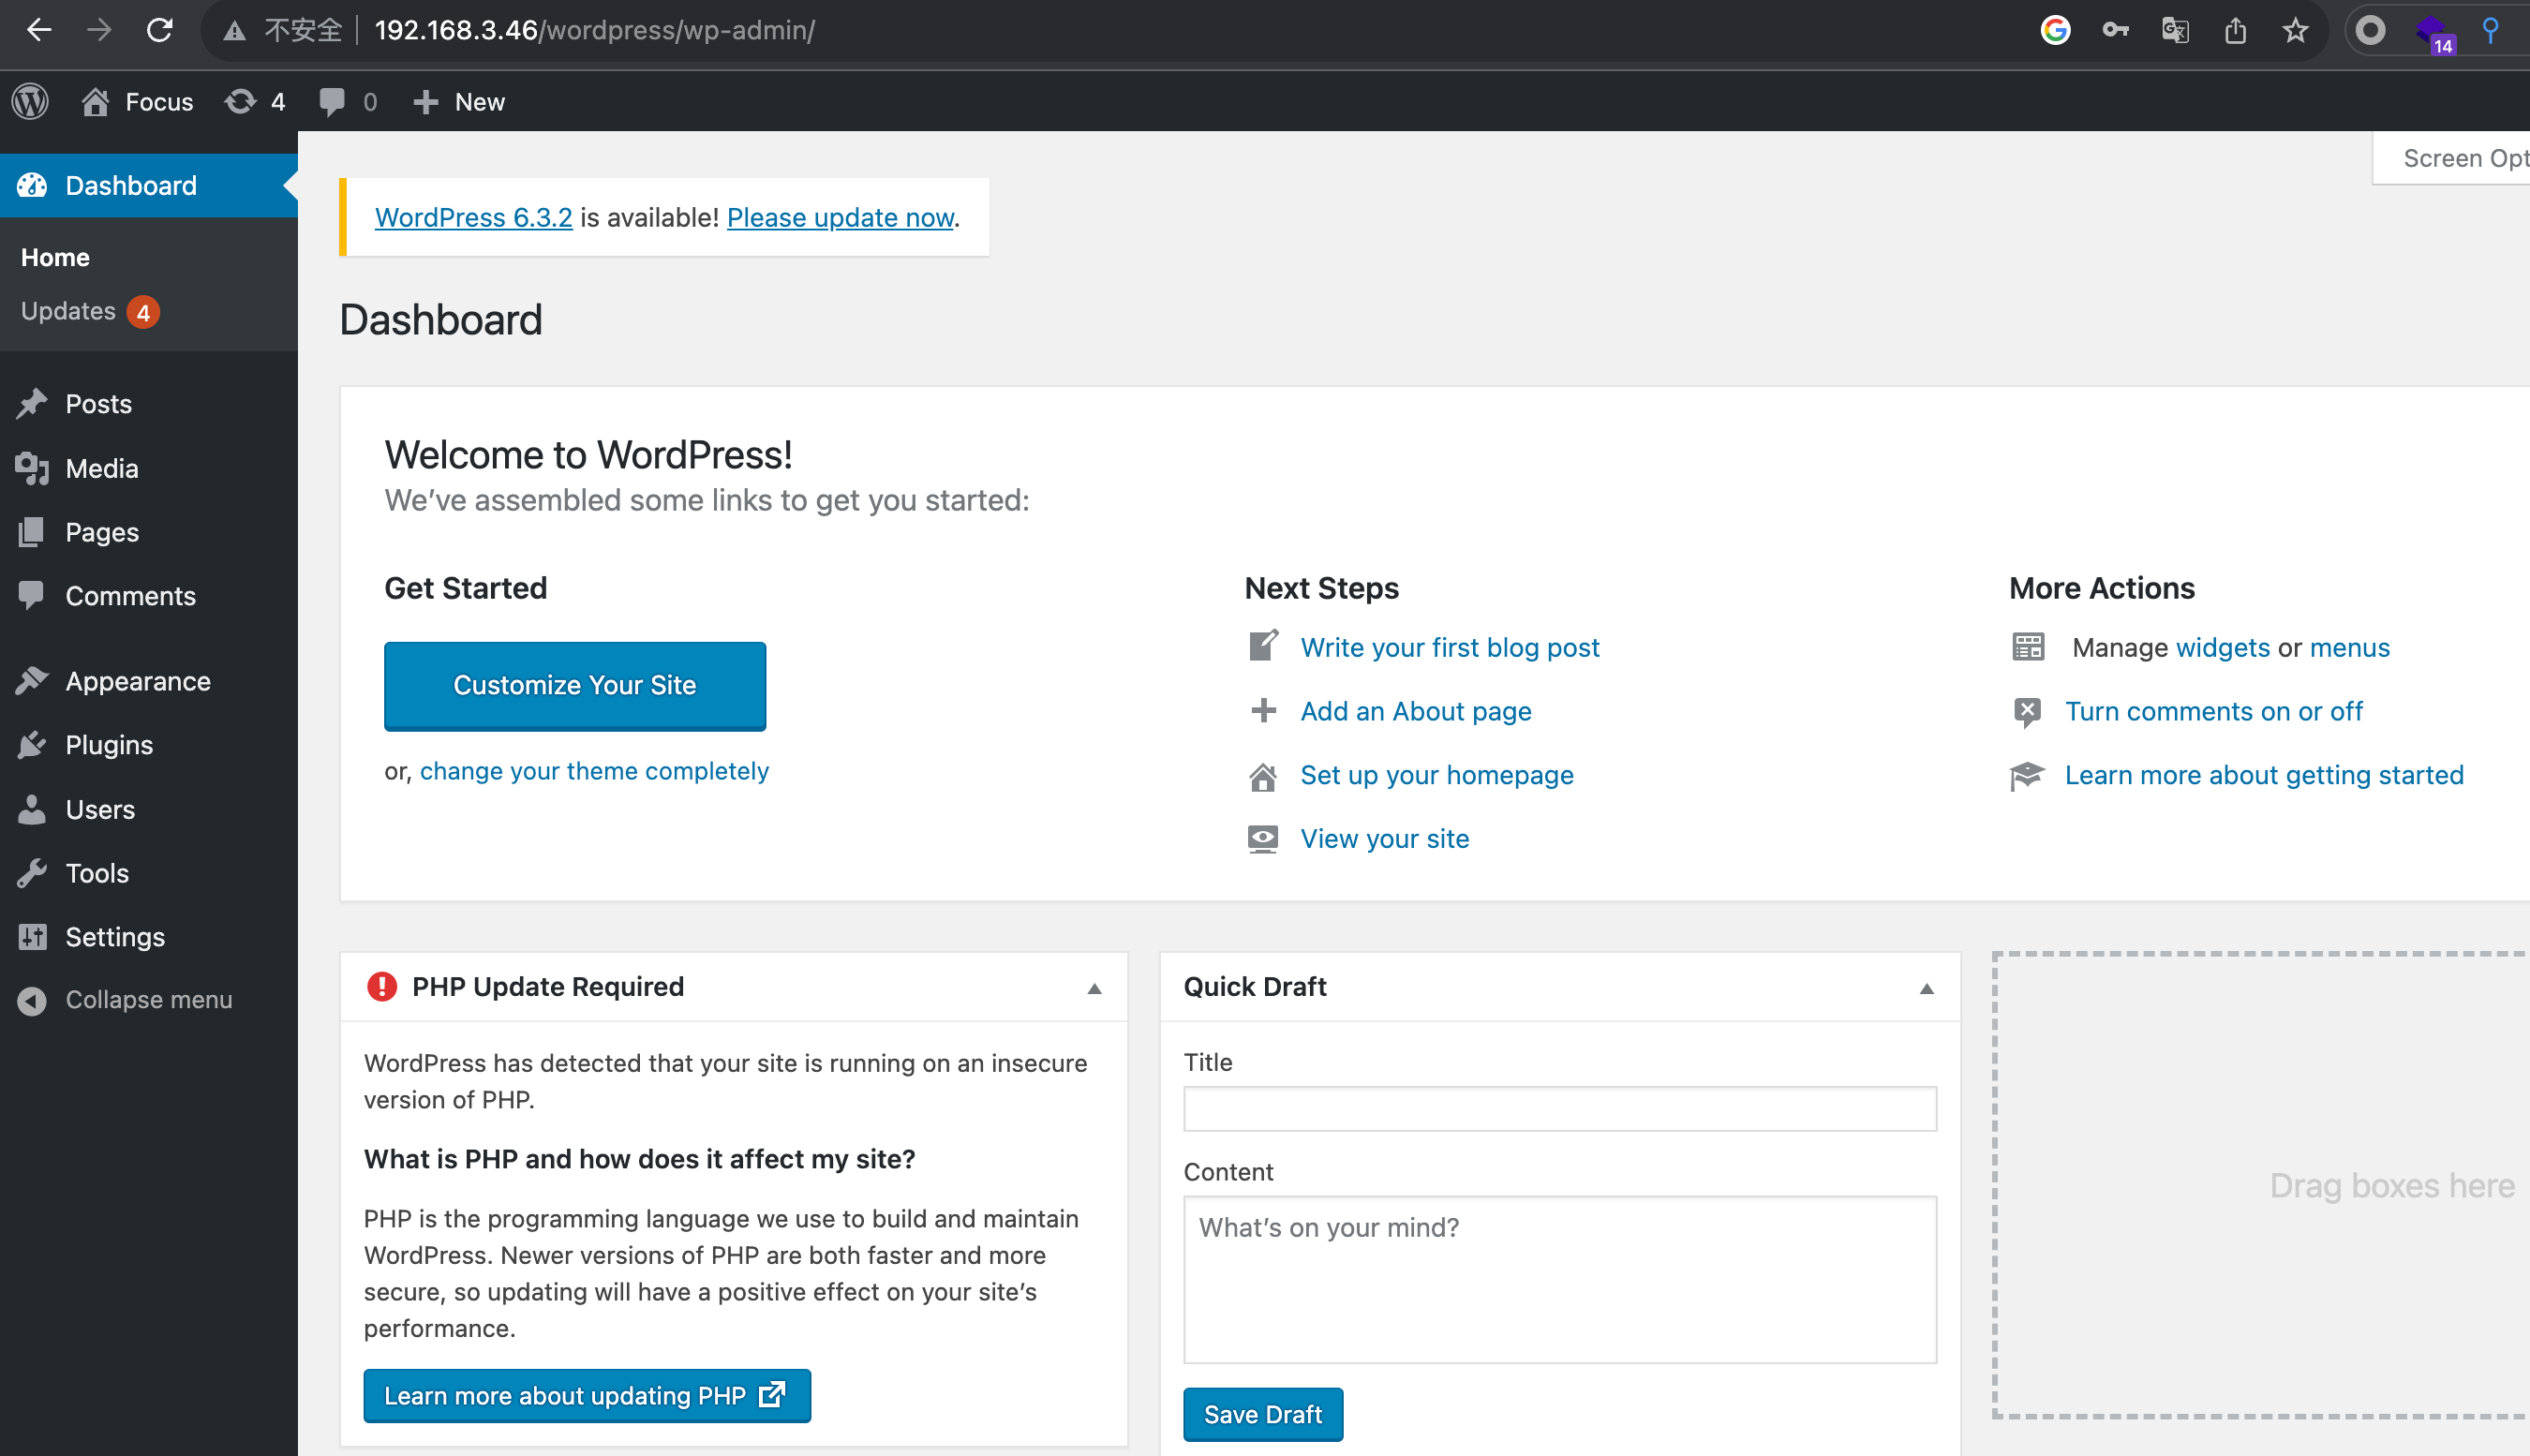 不安全 192.168.3.46/wordpress/wp-admin/
14
Focus 4 0 New
Screen Opt
Dashboard
Home
Updates 4
Posts
Media
Pages
Comments
Appearance
Plugins
Users
Tools
Settings
Collapse menu
WordPress 6.3.2 is available! Please update now.
Dashboard
Welcome to WordPress!
We’ve assembled some links to get you started:
Get Started
Customize Your Site
or, change your theme completely
Next Steps
Write your first blog post
Add an About page
Set up your homepage
View your site
More Actions
Manage widgets or menus
Turn comments on or off
Learn more about getting started
PHP Update Required
WordPress has detected that your site is running on an insecure
version of PHP.
What is PHP and how does it affect my site?
PHP is the programming language we use to build and maintain
WordPress. Newer versions of PHP are both faster and more
secure, so updating will have a positive effect on your site’s
performance.
Learn more about updating PHP
Quick Draft
Title
Content
What’s on your mind?
Save Draft
Drag boxes here